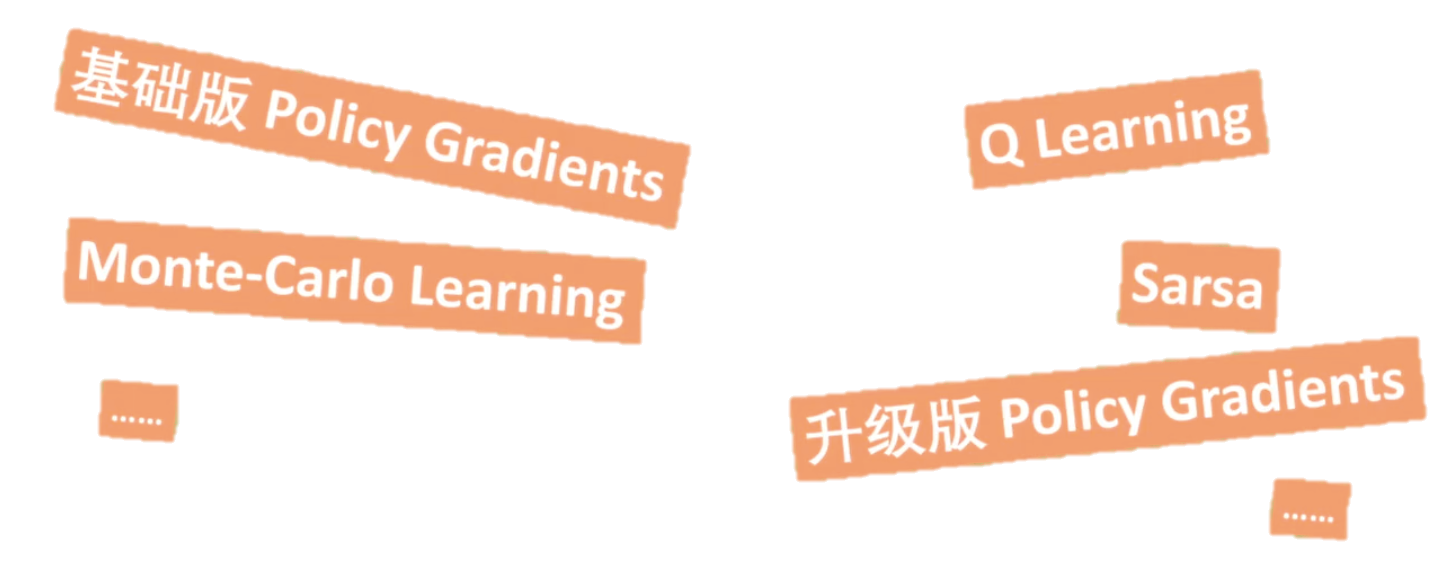 基础版 Policy Gradients
Monte-Carlo Learning
......
Q Learning
Sarsa
升级版 Policy Gradients
......